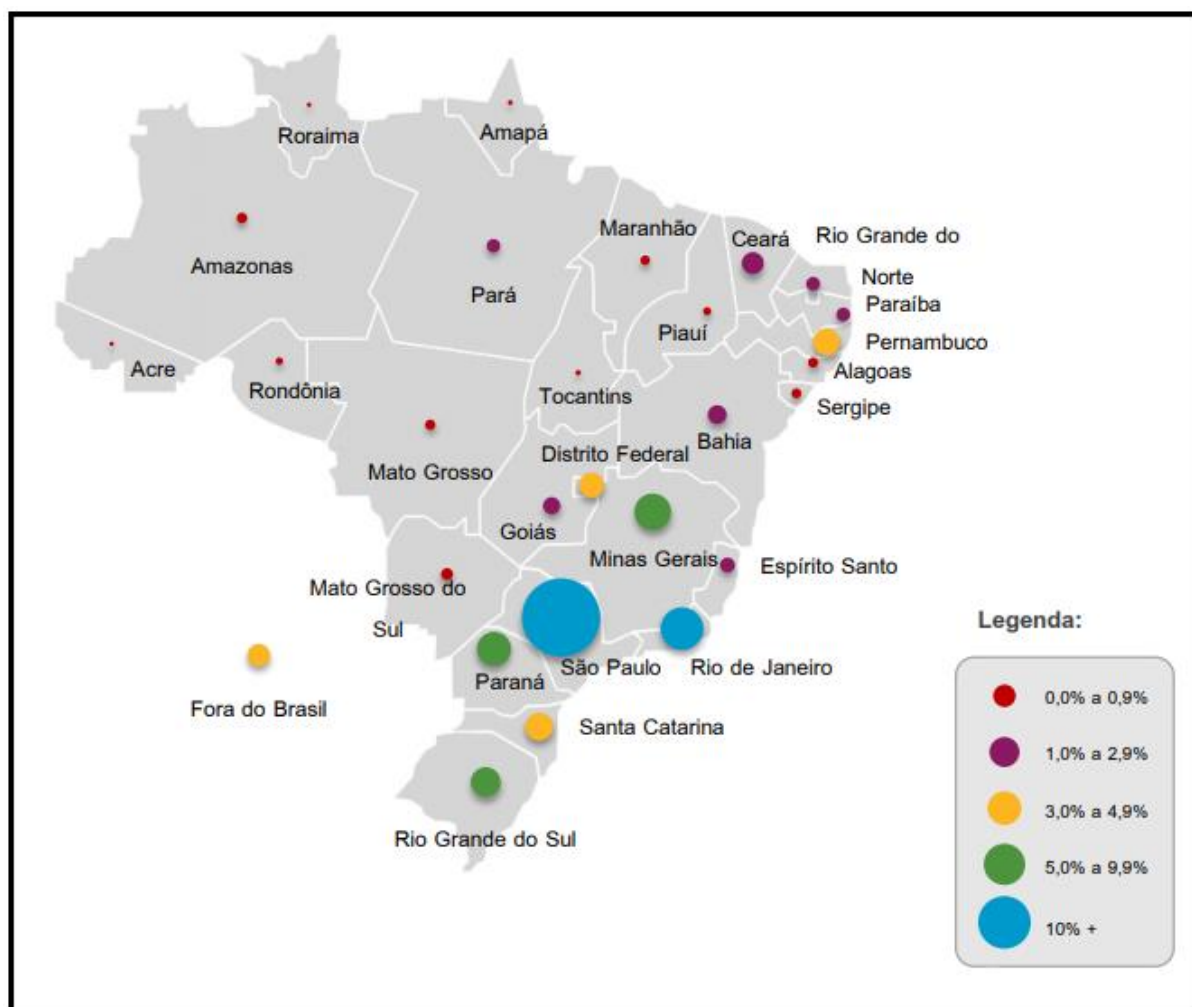 Roraima
Amapá
Maranhão
Ceará
Rio Grande do
Norte
Amazonas
Pará
Paraíba
Piauí
Pernambuco
Acre
Rondônia
Tocantins
Alagoas
Sergipe
Bahia
Distrito Federal
Mato Grosso
Goiás
Minas Gerais
Espírito Santo
Mato Grosso do
Sul
São Paulo
Rio de Janeiro
Paraná
Fora do Brasil
Santa Catarina
Rio Grande do Sul
Legenda:
0,0% a 0,9%
1,0% a 2,9%
3,0% a 4,9%
5,0% a 9,9%
10% +